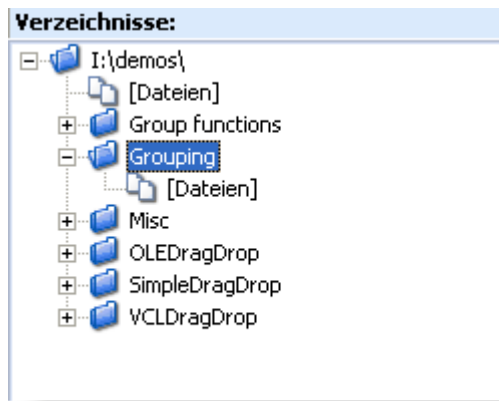 Verzeichnisse:
I:\demos\
[Dateien]
Group functions
Grouping
[Dateien]
Misc
OLEDragDrop
SimpleDragDrop
VCLDragDrop